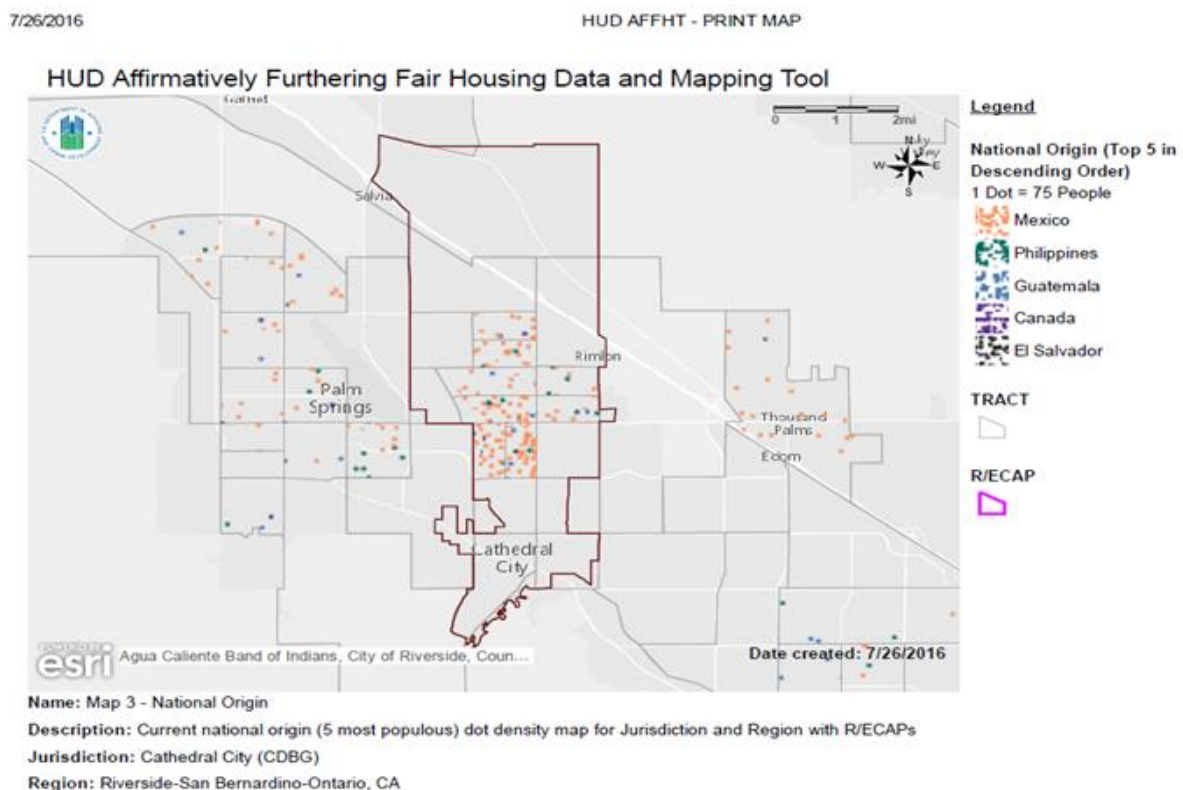 7/26/2016
HUD AFFHT - PRINT MAP
HUD Affirmatively Furthering Fair Housing Data and Mapping Tool
Garnet
0 1 2mi
N
W E
S
Salvia
Rimlon
Palm
Springs
Thousand
Palms
Edom
Cathedral
City
POWERED BY
esri
Agua Caliente Band of Indians, City of Riverside, Coun...
Date created: 7/26/2016
Legend
National Origin (Top 5 in
Descending Order)
1 Dot = 75 People
Mexico
Philippines
Guatemala
Canada
El Salvador
TRACT
R/ECAP
Name: Map 3 - National Origin
Description: Current national origin (5 most populous) dot density map for Jurisdiction and Region with R/ECAPs
Jurisdiction: Cathedral City (CDBG)
Region: Riverside-San Bernardino-Ontario, CA